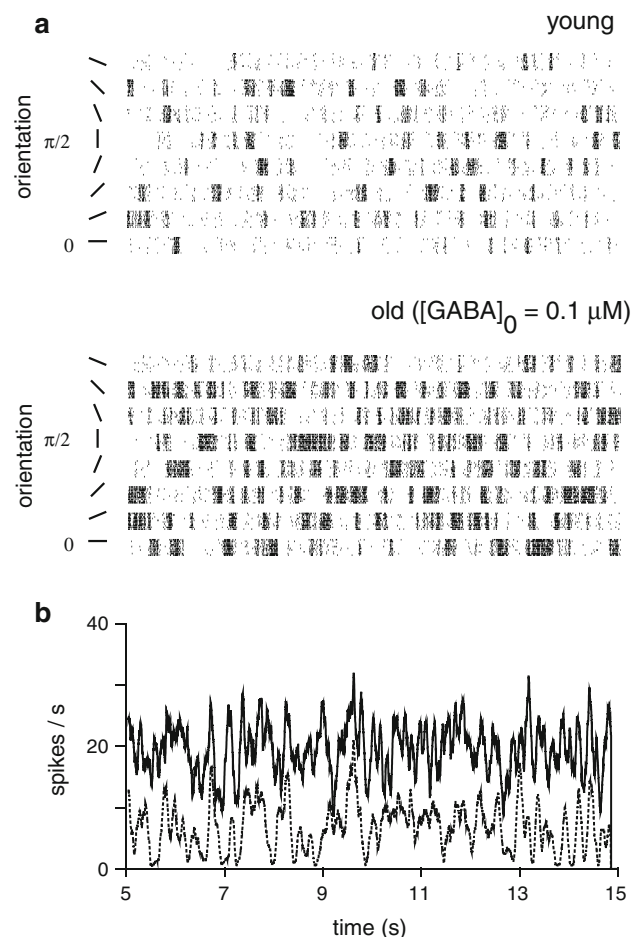 a
young
orientation
π/2
0
old ([GABA]0 = 0.1 μM)
orientation
π/2
0
b
spikes / s
40
20
0
5 7 9 11 13 15
time (s)